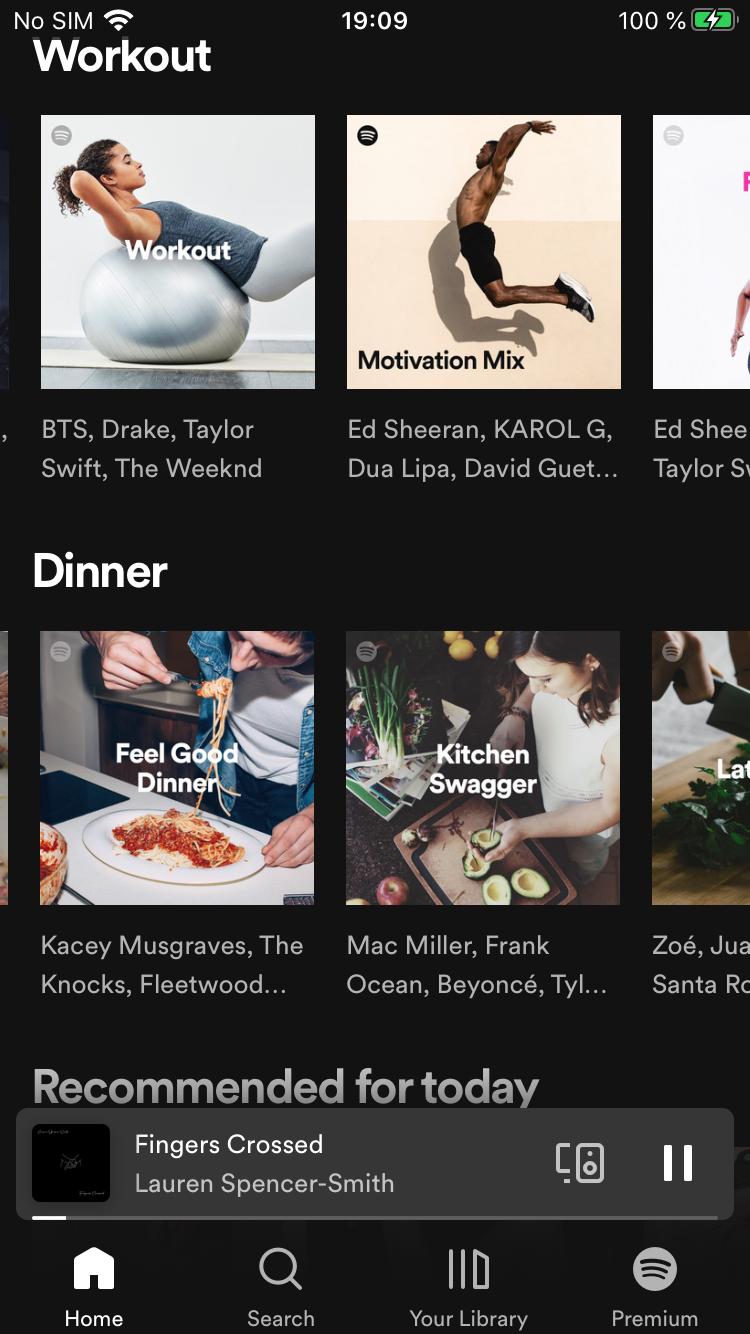 No SIM 19:09 100 %
Workout
Workout
Motivation Mix
F
, BTS, Drake, Taylor Ed Sheeran, KAROL G, Ed Shee
Swift, The Weeknd Dua Lipa, David Guet... Taylor
Dinner
Feel Good
Dinner
Kitchen
Swagger
Lat
Kacey Musgraves, The Mac Miller, Frank Zoé, Jua
Knocks, Fleetwood... Ocean, Beyoncé, Tyl... Santa Ro
Recommended for today
Fingers Crossed
Lauren Spencer-Smith
Home Search Your Library Premium